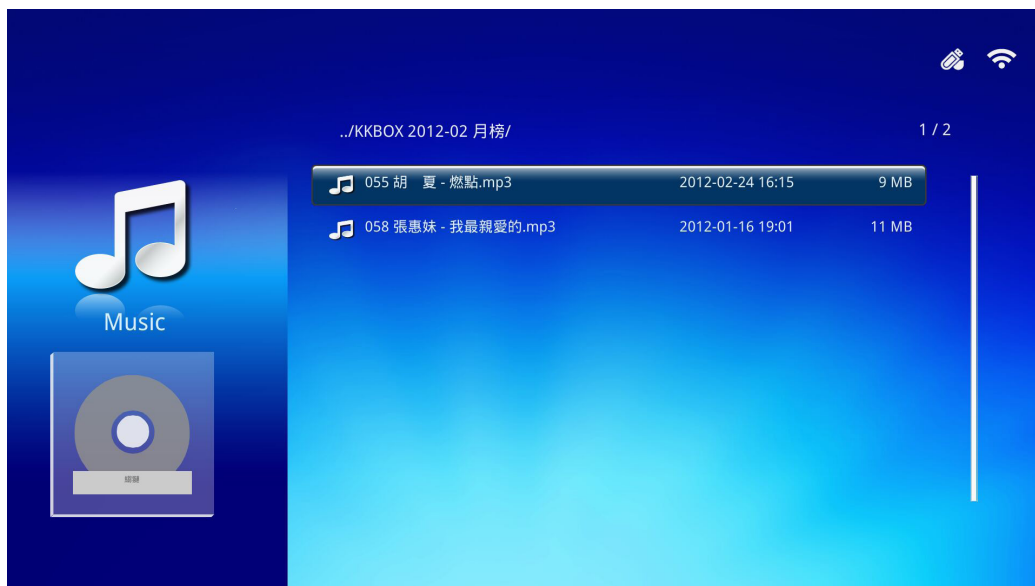 ../KKBOX 2012-02 月榜/ 1 / 2
055 胡　夏 - 燃點.mp3 2012-02-24 16:15 9 MB
058 張惠妹 - 我最親愛的.mp3 2012-01-16 19:01 11 MB
Music